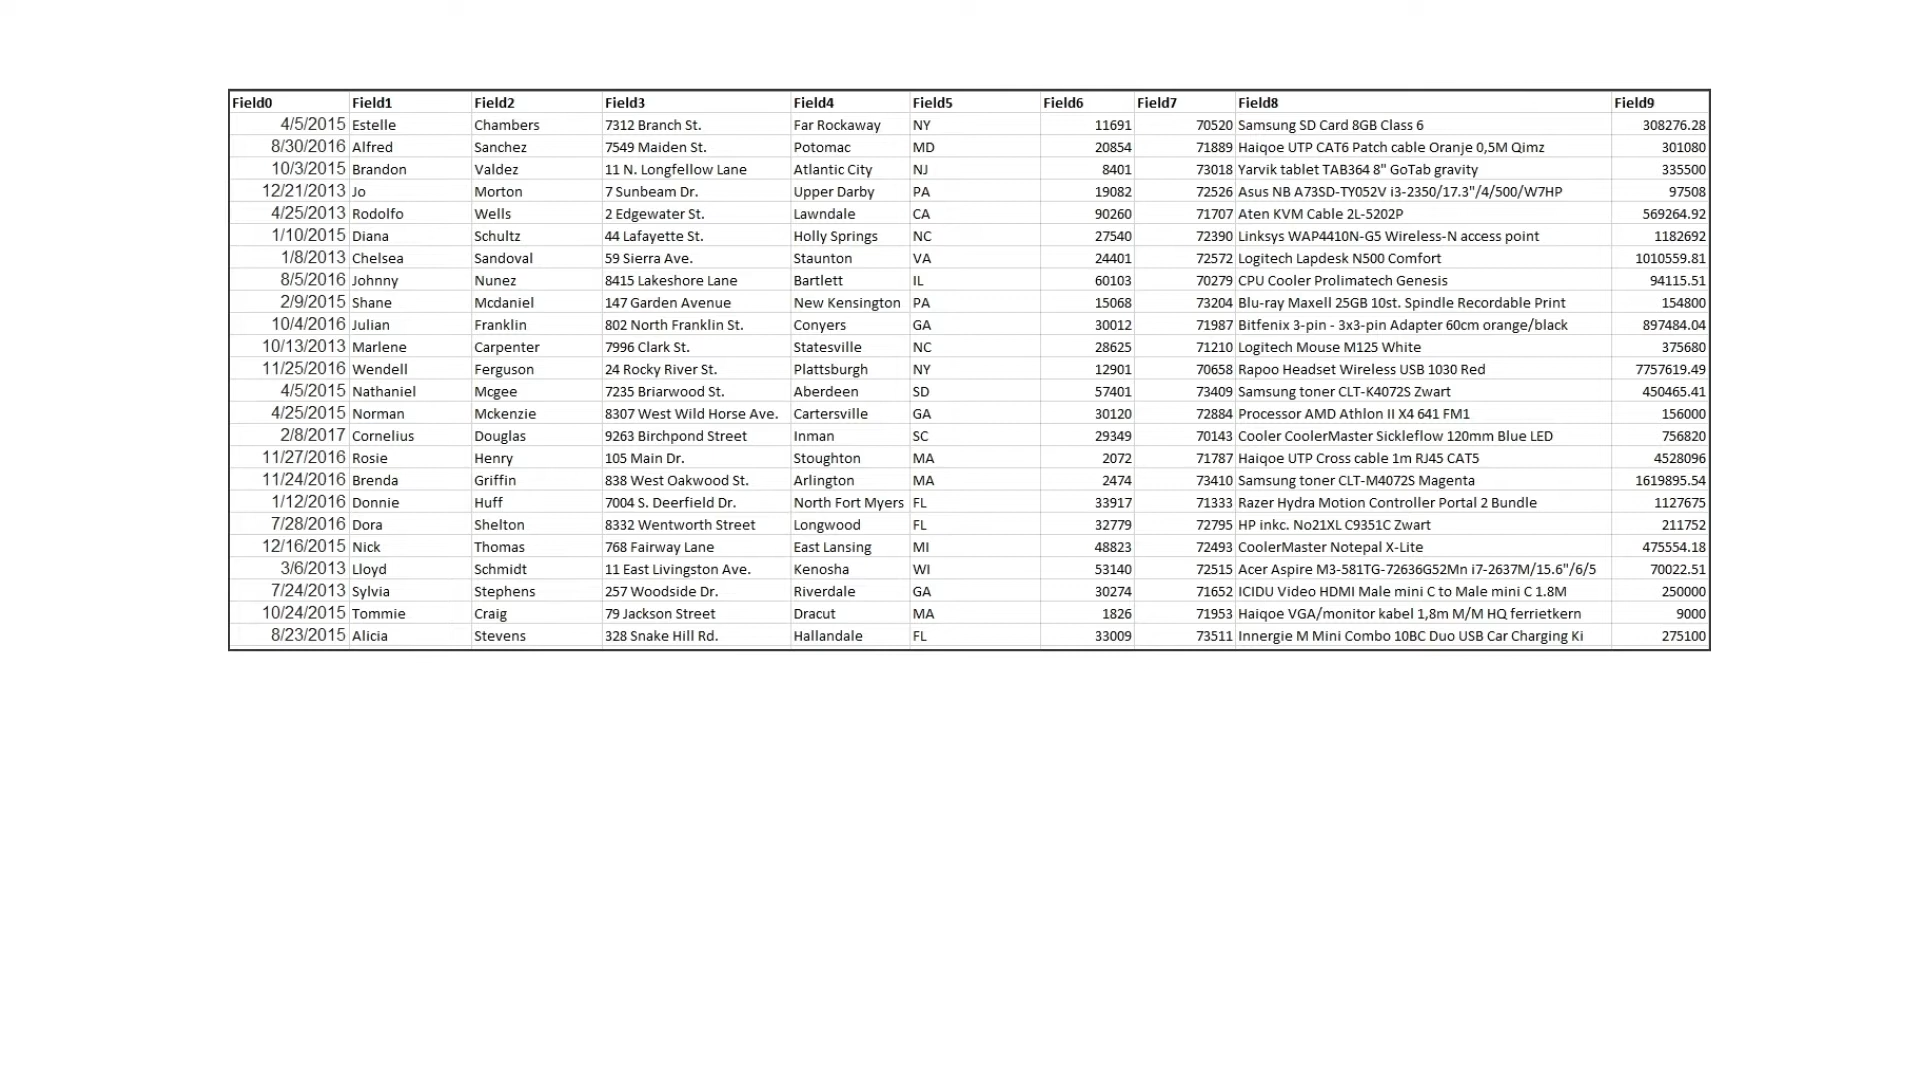 Field0 Field1 Field2 Field3 Field4 Field5 Field6 Field7 Field8 Field9
4/5/2015 Estelle Chambers 7312 Branch St. Far Rockaway NY 11691 70520 Samsung SD Card 8GB Class 6 308276.28
8/30/2016 Alfred Sanchez 7549 Maiden St. Potomac MD 20854 71889 Haiqoe UTP CAT6 Patch cable Oranje 0,5M Qimz 301080
10/3/2015 Brandon Valdez 11 N. Longfellow Lane Atlantic City NJ 8401 73018 Yarvik tablet TAB364 8" GoTab gravity 335500
12/21/2013 Jo Morton 7 Sunbeam Dr. Upper Darby PA 19082 72526 Asus NB A73SD-TY052V i3-2350/17.3"/4/500/W7HP 97508
4/25/2013 Rodolfo Wells 2 Edgewater St. Lawndale CA 90260 71707 Aten KVM Cable 2L-5202P 569264.92
1/10/2015 Diana Schultz 44 Lafayette St. Holly Springs NC 27540 72390 Linksys WAP4410N-G5 Wireless-N access point 1182692
1/8/2013 Chelsea Sandoval 59 Sierra Ave. Staunton VA 24401 72572 Logitech Lapdesk N500 Comfort 1010559.81
8/5/2016 Johnny Nunez 8415 Lakeshore Lane Bartlett IL 60103 70279 CPU Cooler Prolimatech Genesis 94115.51
2/9/2015 Shane Mcdaniel 147 Garden Avenue New Kensington PA 15068 73204 Blu-ray Maxell 25GB 10st. Spindle Recordable Print 154800
10/4/2016 Julian Franklin 802 North Franklin St. Conyers GA 30012 71987 Bitfenix 3-pin - 3x3-pin Adapter 60cm orange/black 897484.04
10/13/2013 Marlene Carpenter 7996 Clark St. Statesville NC 28625 71210 Logitech Mouse M125 White 375680
11/25/2016 Wendell Ferguson 24 Rocky River St. Plattsburgh NY 12901 70658 Rapoo Headset Wireless USB 1030 Red 7757619.49
4/5/2015 Nathaniel Mcgee 7235 Briarwood St. Aberdeen SD 57401 73409 Samsung toner CLT-K4072S Zwart 450465.41
4/25/2015 Norman Mckenzie 8307 West Wild Horse Ave. Cartersville GA 30120 72884 Processor AMD Athlon II X4 641 FM1 156000
2/8/2017 Cornelius Douglas 9263 Birchpond Street Inman SC 29349 70143 Cooler CoolerMaster Sickleflow 120mm Blue LED 756820
11/27/2016 Rosie Henry 105 Main Dr. Stoughton MA 2072 71787 Haiqoe UTP Cross cable 1m RJ45 CAT5 4528096
11/24/2016 Brenda Griffin 838 West Oakwood St. Arlington MA 2474 73410 Samsung toner CLT-M4072S Magenta 1619895.54
1/12/2016 Donnie Huff 7004 S. Deerfield Dr. North Fort Myers FL 33917 71333 Razer Hydra Motion Controller Portal 2 Bundle 1127675
7/28/2016 Dora Shelton 8332 Wentworth Street Longwood FL 32779 72795 HP inkc. No21XL C9351C Zwart 211752
12/16/2015 Nick Thomas 768 Fairway Lane East Lansing MI 48823 72493 CoolerMaster Notepal X-Lite 475554.18
3/6/2013 Lloyd Schmidt 11 East Livingston Ave. Kenosha WI 53140 72515 Acer Aspire M3-581TG-72636G52Mn i7-2637M/15.6"/6/5 70022.51
7/24/2013 Sylvia Stephens 257 Woodside Dr. Riverdale GA 30274 71652 ICIDU Video HDMI Male mini C to Male mini C 1.8M 250000
10/24/2015 Tommie Craig 79 Jackson Street Dracut MA 1826 71953 Haiqoe VGA/monitor kabel 1,8m M/M HQ ferrietkern 9000
8/23/2015 Alicia Stevens 328 Snake Hill Rd. Hallandale FL 33009 73511 Innergie M Mini Combo 10BC Duo USB Car Charging Ki 275100